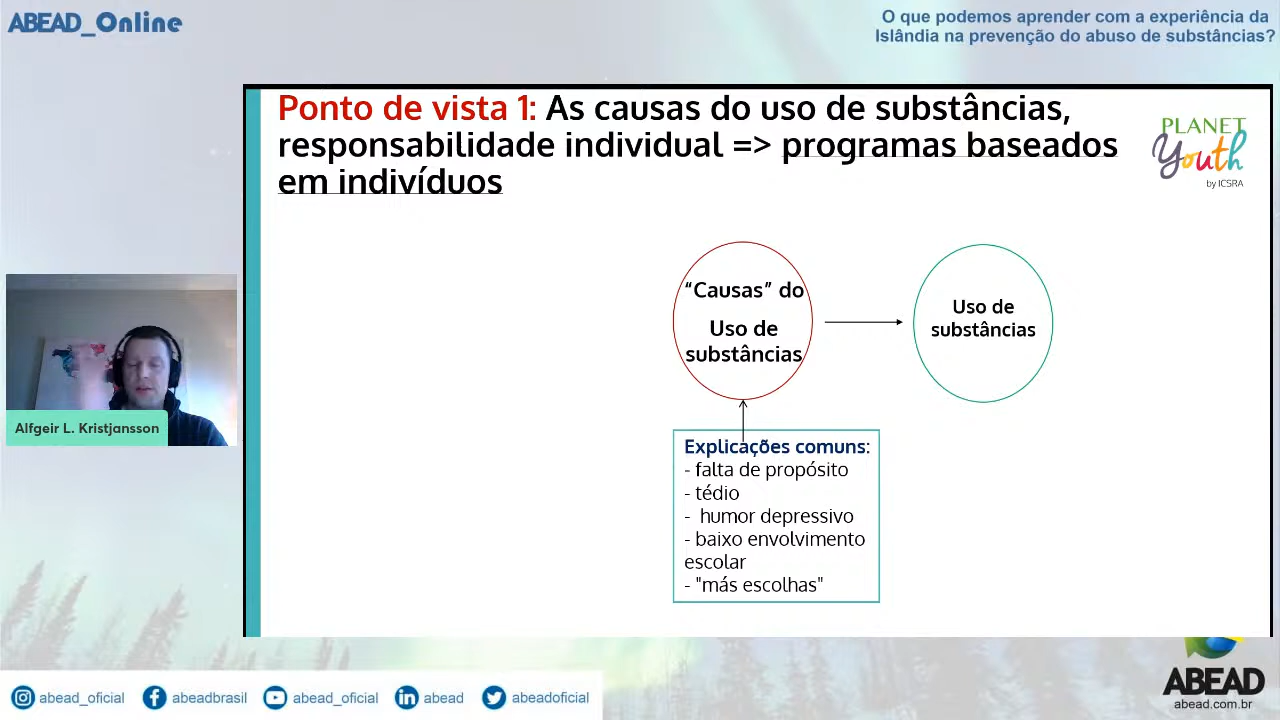 ABEAD_Online
O que podemos aprender com a experiência da
Islândia na prevenção do abuso de substâncias?
Ponto de vista 1: As causas do uso de substâncias,
responsabilidade individual => programas baseados
em indivíduos
PLANET
Youth
by ICSRA
“Causas” do
Uso de
substâncias
Uso de
substâncias
Explicações comuns:
- falta de propósito
- tédio
- humor depressivo
- baixo envolvimento
escolar
- "más escolhas"
Alfgeir L. Kristjansson
abead_oficial
abeadbrasil
abead_oficial
abead
abeadoficial
ABEAD
abead.com.br